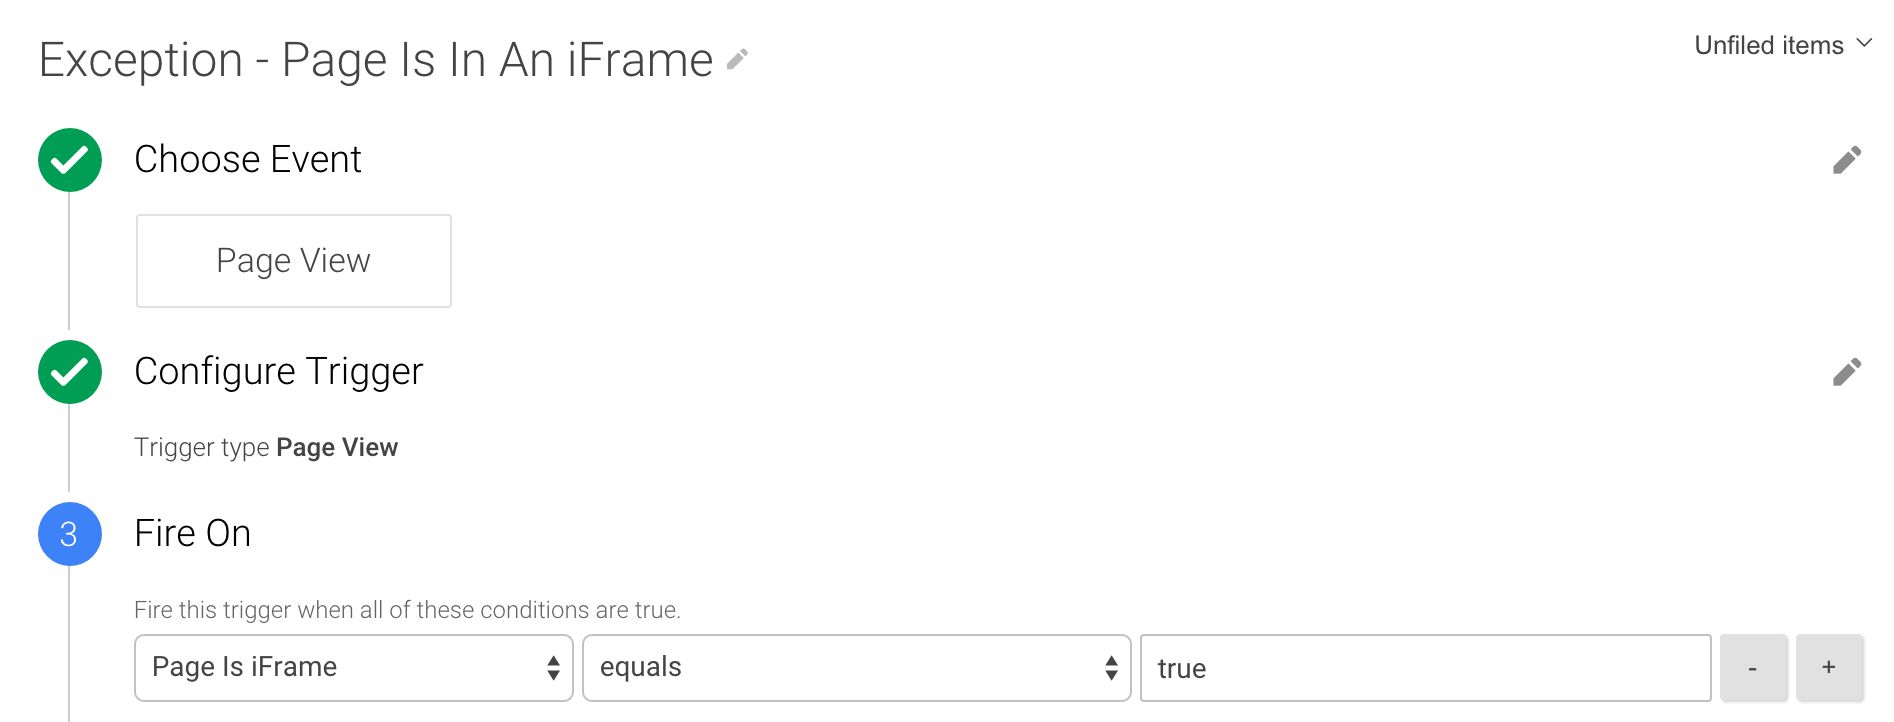 Exception - Page Is In An iFrame
Unfiled items
Choose Event
Page View
Configure Trigger
Trigger type Page View
3 Fire On
Fire this trigger when all of these conditions are true.
Page Is iFrame equals true - +